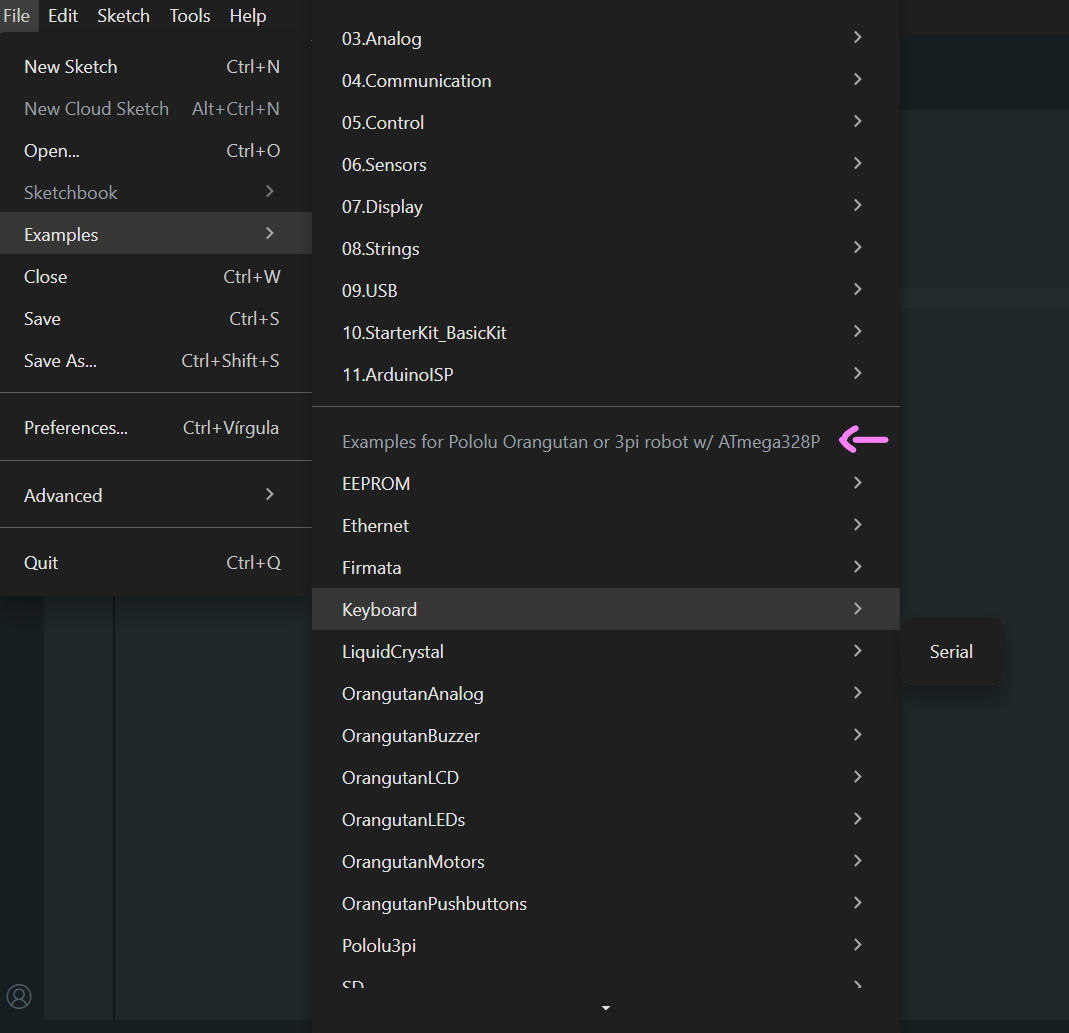 File Edit Sketch Tools Help
New Sketch Ctrl+N
New Cloud Sketch Alt+Ctrl+N
Open... Ctrl+O
Sketchbook
Examples
Close Ctrl+W
Save Ctrl+S
Save As... Ctrl+Shift+S
Preferences... Ctrl+Vírgula
Advanced
Quit Ctrl+Q
03.Analog
04.Communication
05.Control
06.Sensors
07.Display
08.Strings
09.USB
10.StarterKit_BasicKit
11.ArduinoISP
Examples for Pololu Orangutan or 3pi robot w/ ATmega328P
EEPROM
Ethernet
Firmata
Keyboard
LiquidCrystal
OrangutanAnalog
OrangutanBuzzer
OrangutanLCD
OrangutanLEDs
OrangutanMotors
OrangutanPushbuttons
Pololu3pi
SD
Serial